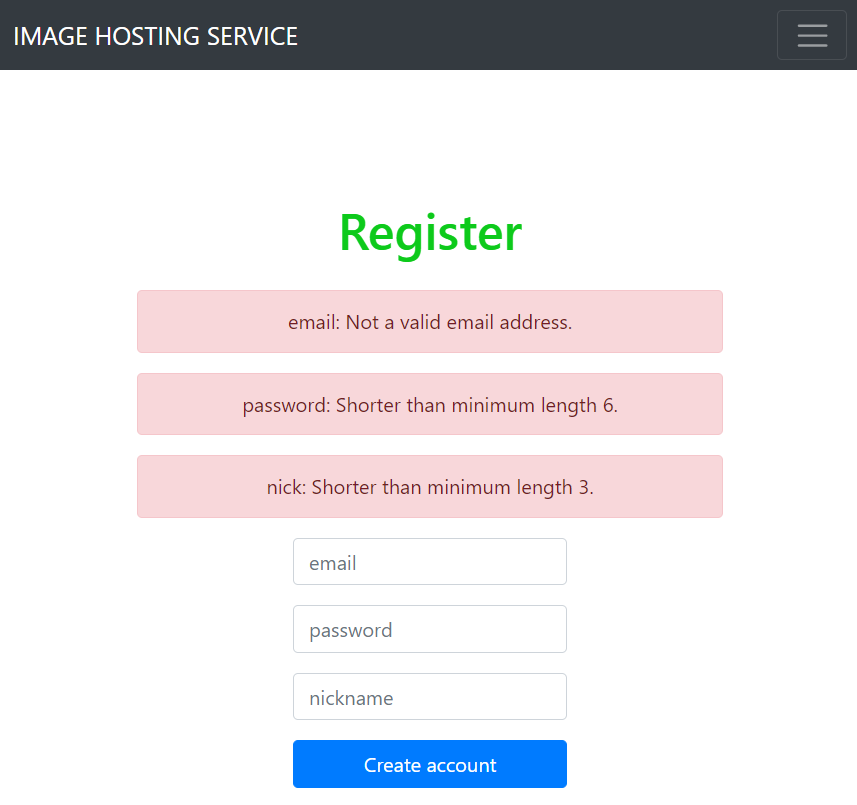 IMAGE HOSTING SERVICE
Register
email: Not a valid email address.
password: Shorter than minimum length 6.
nick: Shorter than minimum length 3.
email
password
nickname
Create account